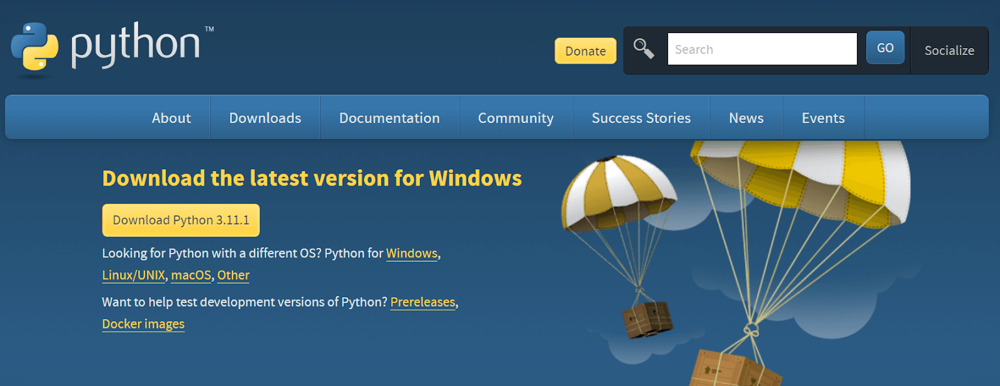 python™
Donate
Search
GO
Socialize
About
Downloads
Documentation
Community
Success Stories
News
Events
Download the latest version for Windows
Download Python 3.11.1
Looking for Python with a different OS? Python for Windows,
Linux/UNIX, macOS, Other
Want to help test development versions of Python? Prereleases,
Docker images